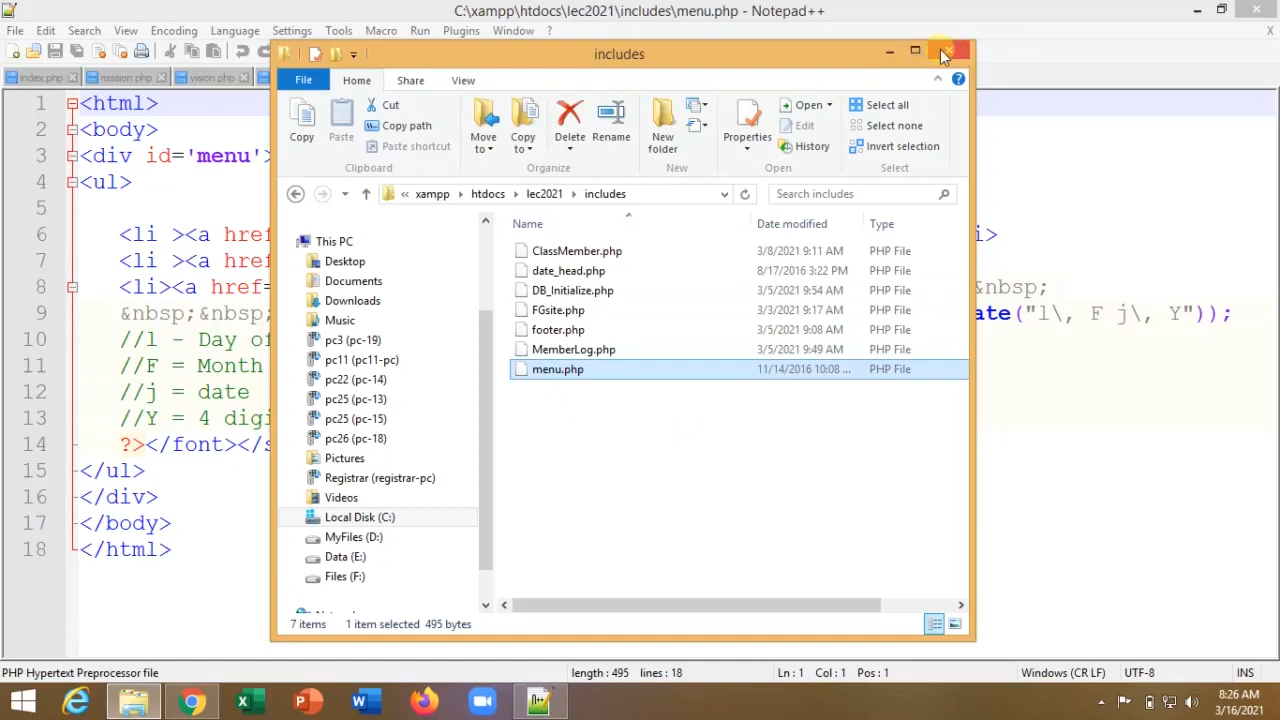 C:\xampp\htdocs\lec2021\includes\menu.php - Notepad++
File Edit Search View Encoding Language Settings Tools Macro Run Plugins Window ? X
index.php mission.php vision.php
includes
File Home Share View
Copy Paste Cut Copy path Paste shortcut Clipboard
Move to Copy to Delete Rename Organize
New folder New
Properties Open Edit History Open
Select all Select none Invert selection Select
« xampp htdocs lec2021 includes
Search includes
Name Date modified Type
ClassMember.php 3/8/2021 9:11 AM PHP File
date_head.php 8/17/2016 3:22 PM PHP File
DB_Initialize.php 3/5/2021 9:54 AM PHP File
FGsite.php 3/3/2021 9:17 AM PHP File
footer.php 3/5/2021 9:08 AM PHP File
MemberLog.php 3/5/2021 9:49 AM PHP File
menu.php 11/14/2016 10:08 ... PHP File
This PC
Desktop
Documents
Downloads
Music
pc3 (pc-19)
pc11 (pc11-pc)
pc22 (pc-14)
pc25 (pc-13)
pc25 (pc-15)
pc26 (pc-18)
Pictures
Registrar (registrar-pc)
Videos
Local Disk (C:)
MyFiles (D:)
Data (E:)
Files (F:)
7 items 1 item selected 495 bytes
1 <html>
2 <body>
3 <div id='menu'>
4 <ul>
5
6 <li ><a href i>
7 <li ><a href
8 <li><a href= &nbsp;
9 &nbsp;&nbsp; ate("l\, F j\, Y"));
10 //l - Day of
11 //F = Month
12 //j = date
13 //Y = 4 digi
14 ?></font></s
15 </ul>
16 </div>
17 </body>
18 </html>
PHP Hypertext Preprocessor file length : 495 lines : 18 Ln : 1 Col : 1 Pos : 1 Windows (CR LF) UTF-8 INS
8:26 AM
3/16/2021